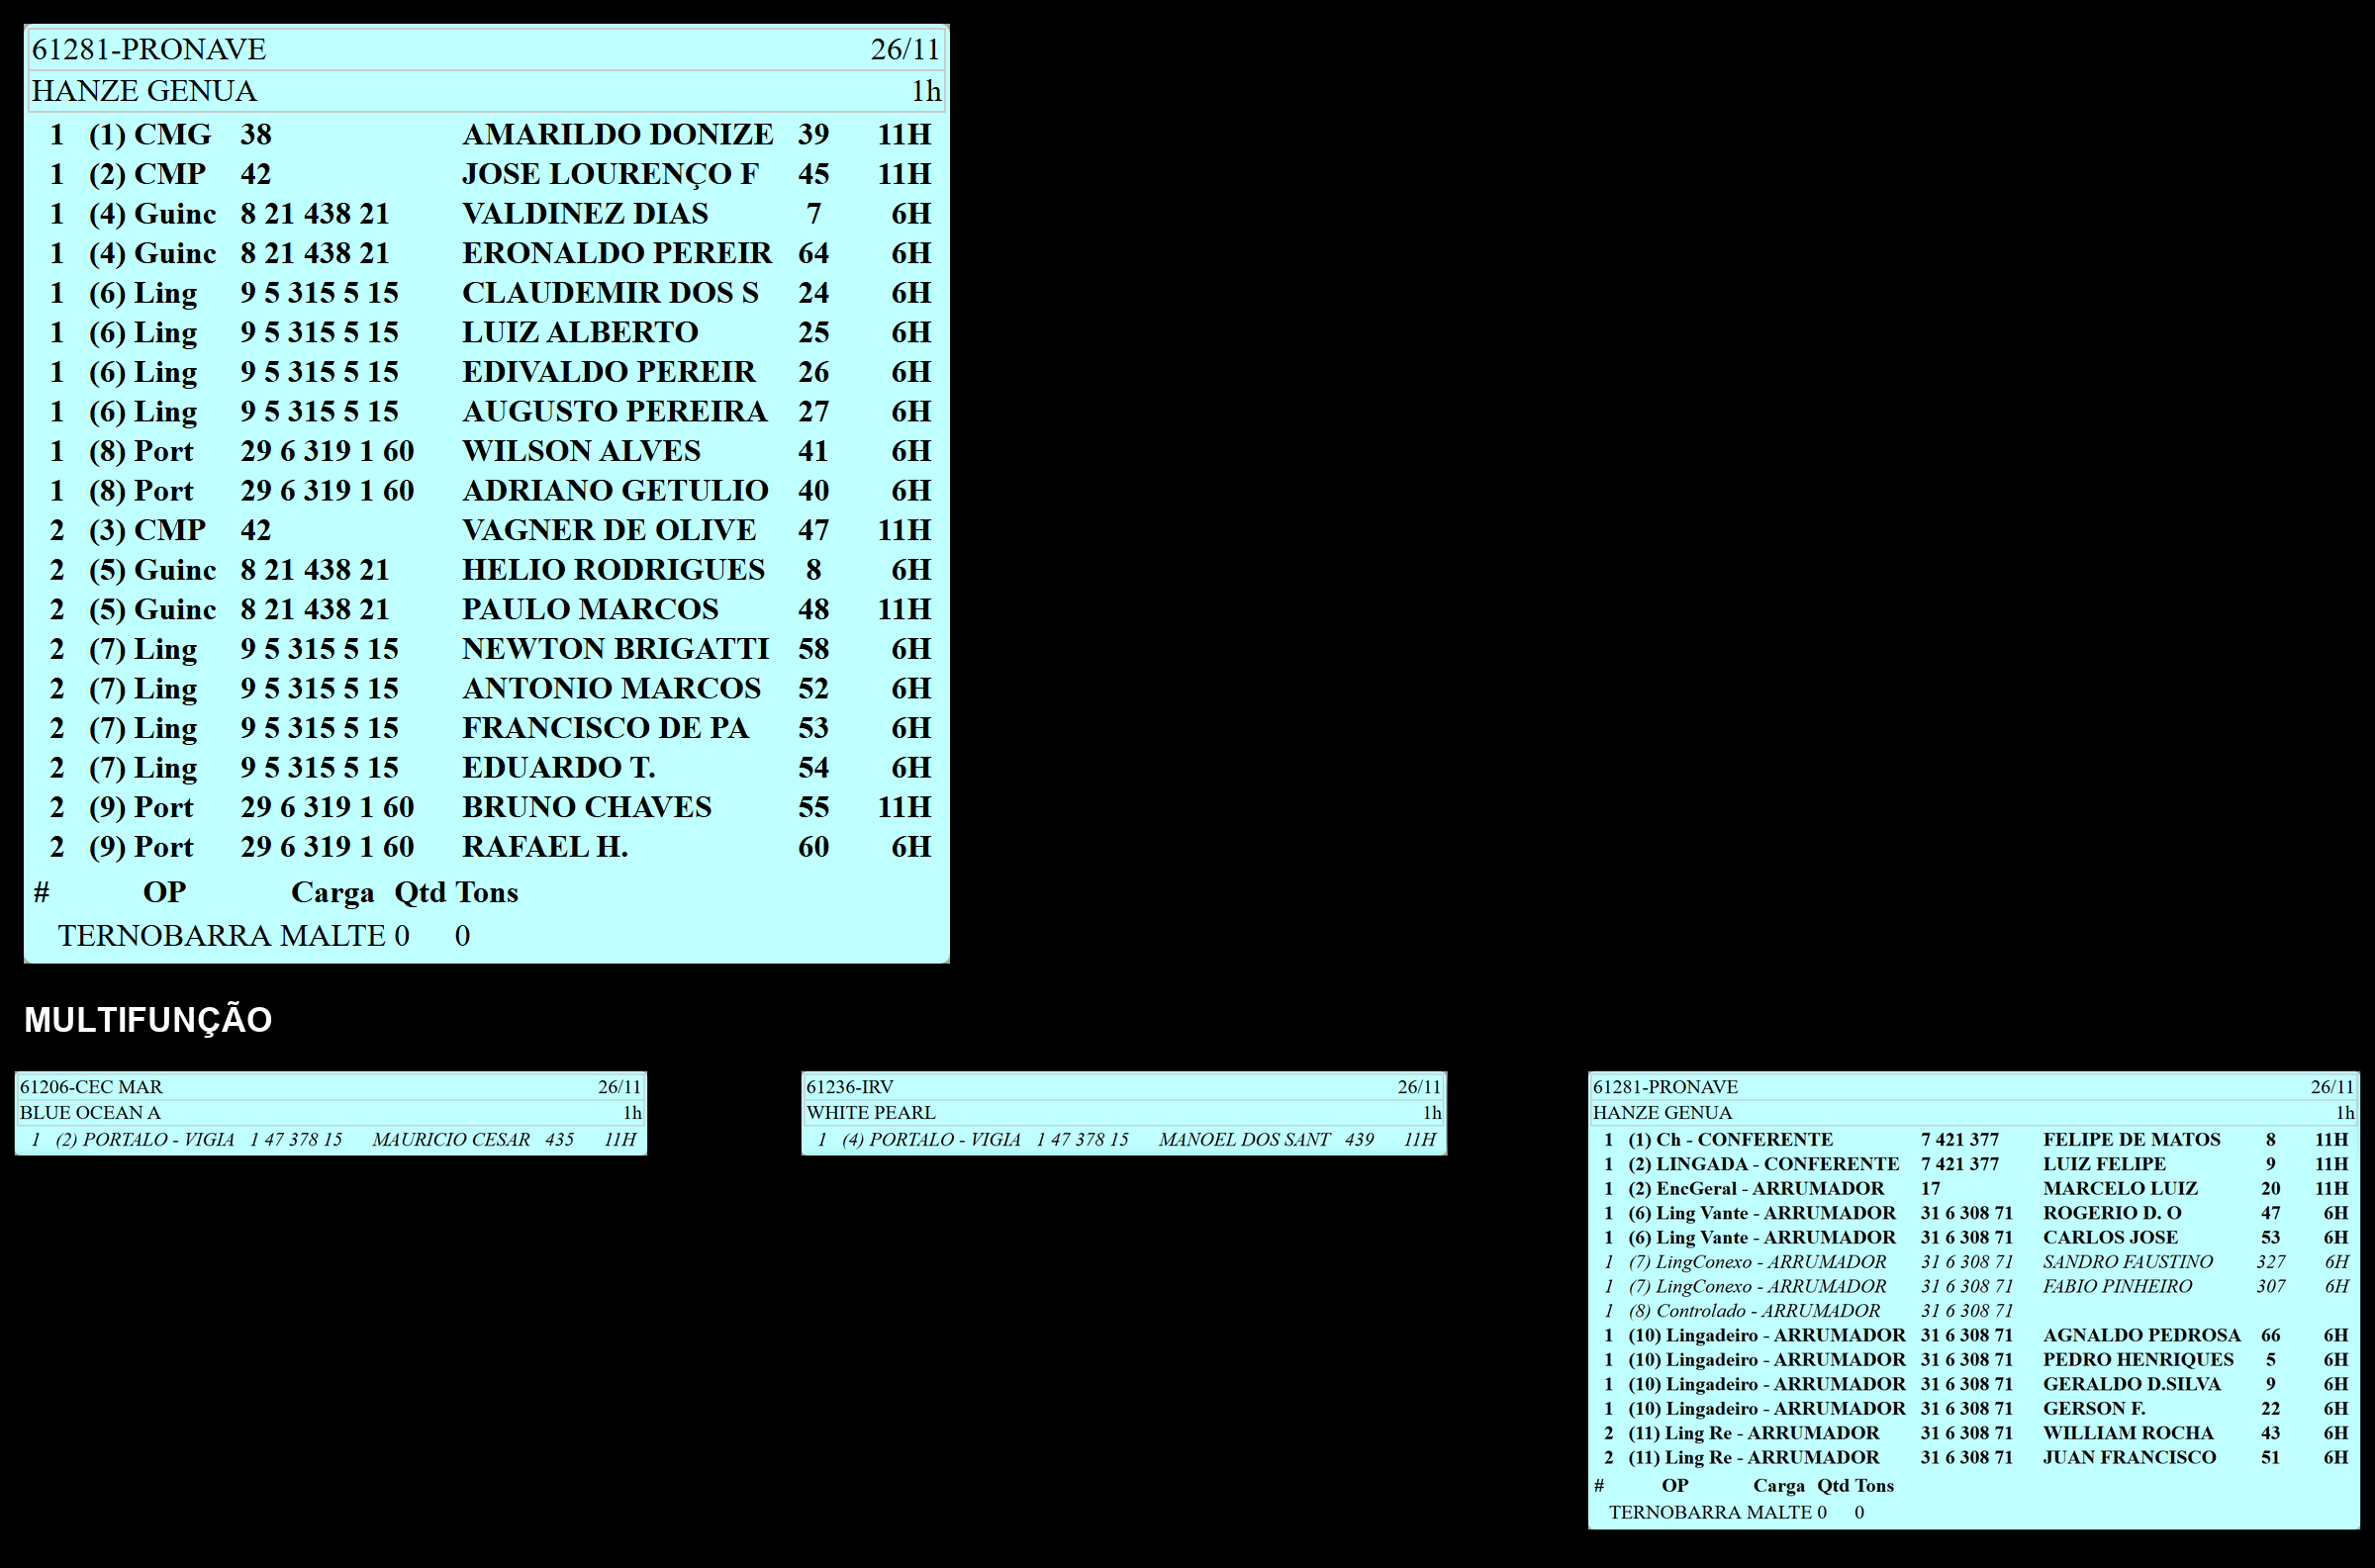 61281-PRONAVE 26/11
HANZE GENUA 1h
1 (1) CMG 38 AMARILDO DONIZE 39 11H
1 (2) CMP 42 JOSE LOURENÇO F 45 11H
1 (4) Guinc 8 21 438 21 VALDINEZ DIAS 7 6H
1 (4) Guinc 8 21 438 21 ERONALDO PEREIR 64 6H
1 (6) Ling 9 5 315 5 15 CLAUDEMIR DOS S 24 6H
1 (6) Ling 9 5 315 5 15 LUIZ ALBERTO 25 6H
1 (6) Ling 9 5 315 5 15 EDIVALDO PEREIR 26 6H
1 (6) Ling 9 5 315 5 15 AUGUSTO PEREIRA 27 6H
1 (8) Port 29 6 319 1 60 WILSON ALVES 41 6H
1 (8) Port 29 6 319 1 60 ADRIANO GETULIO 40 6H
2 (3) CMP 42 VAGNER DE OLIVE 47 11H
2 (5) Guinc 8 21 438 21 HELIO RODRIGUES 8 6H
2 (5) Guinc 8 21 438 21 PAULO MARCOS 48 11H
2 (7) Ling 9 5 315 5 15 NEWTON BRIGATTI 58 6H
2 (7) Ling 9 5 315 5 15 ANTONIO MARCOS 52 6H
2 (7) Ling 9 5 315 5 15 FRANCISCO DE PA 53 6H
2 (7) Ling 9 5 315 5 15 EDUARDO T. 54 6H
2 (9) Port 29 6 319 1 60 BRUNO CHAVES 55 11H
2 (9) Port 29 6 319 1 60 RAFAEL H. 60 6H
# OP Carga Qtd Tons
TERNOBARRA MALTE 0 0
MULTIFUNÇÃO
61206-CEC MAR 26/11
BLUE OCEAN A 1h
1 (2) PORTALO - VIGIA 1 47 378 15 MAURICIO CESAR 435 11H
61236-IRV 26/11
WHITE PEARL 1h
1 (4) PORTALO - VIGIA 1 47 378 15 MANOEL DOS SANT 439 11H
61281-PRONAVE 26/11
HANZE GENUA 1h
1 (1) Ch - CONFERENTE 7 421 377 FELIPE DE MATOS 8 11H
1 (2) LINGADA - CONFERENTE 7 421 377 LUIZ FELIPE 9 11H
1 (2) EncGeral - ARRUMADOR 17 MARCELO LUIZ 20 11H
1 (6) Ling Vante - ARRUMADOR 31 6 308 71 ROGERIO D. O 47 6H
1 (6) Ling Vante - ARRUMADOR 31 6 308 71 CARLOS JOSE 53 6H
1 (7) LingConexo - ARRUMADOR 31 6 308 71 SANDRO FAUSTINO 327 6H
1 (7) LingConexo - ARRUMADOR 31 6 308 71 FABIO PINHEIRO 307 6H
1 (8) Controlado - ARRUMADOR 31 6 308 71
1 (10) Lingadeiro - ARRUMADOR 31 6 308 71 AGNALDO PEDROSA 66 6H
1 (10) Lingadeiro - ARRUMADOR 31 6 308 71 PEDRO HENRIQUES 5 6H
1 (10) Lingadeiro - ARRUMADOR 31 6 308 71 GERALDO D.SILVA 9 6H
1 (10) Lingadeiro - ARRUMADOR 31 6 308 71 GERSON F. 22 6H
2 (11) Ling Re - ARRUMADOR 31 6 308 71 WILLIAM ROCHA 43 6H
2 (11) Ling Re - ARRUMADOR 31 6 308 71 JUAN FRANCISCO 51 6H
# OP Carga Qtd Tons
TERNOBARRA MALTE 0 0